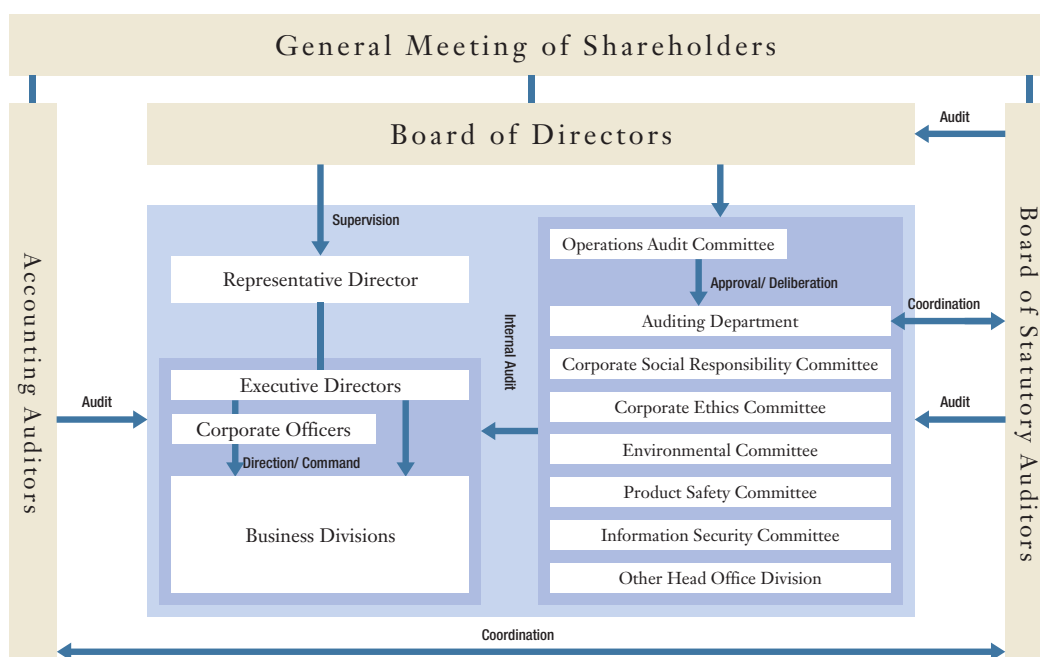 General Meeting of Shareholders
Board of Directors
Audit
Supervision
Operations Audit Committee
Representative Director
Approval/ Deliberation
Coordination
Auditing Department
Internal Audit
Corporate Social Responsibility Committee
Executive Directors
Audit
Corporate Ethics Committee
Audit
Corporate Officers
Environmental Committee
Direction/ Command
Product Safety Committee
Business Divisions
Information Security Committee
Other Head Office Division
Accounting Auditors
Board of Statutory Auditors
Coordination